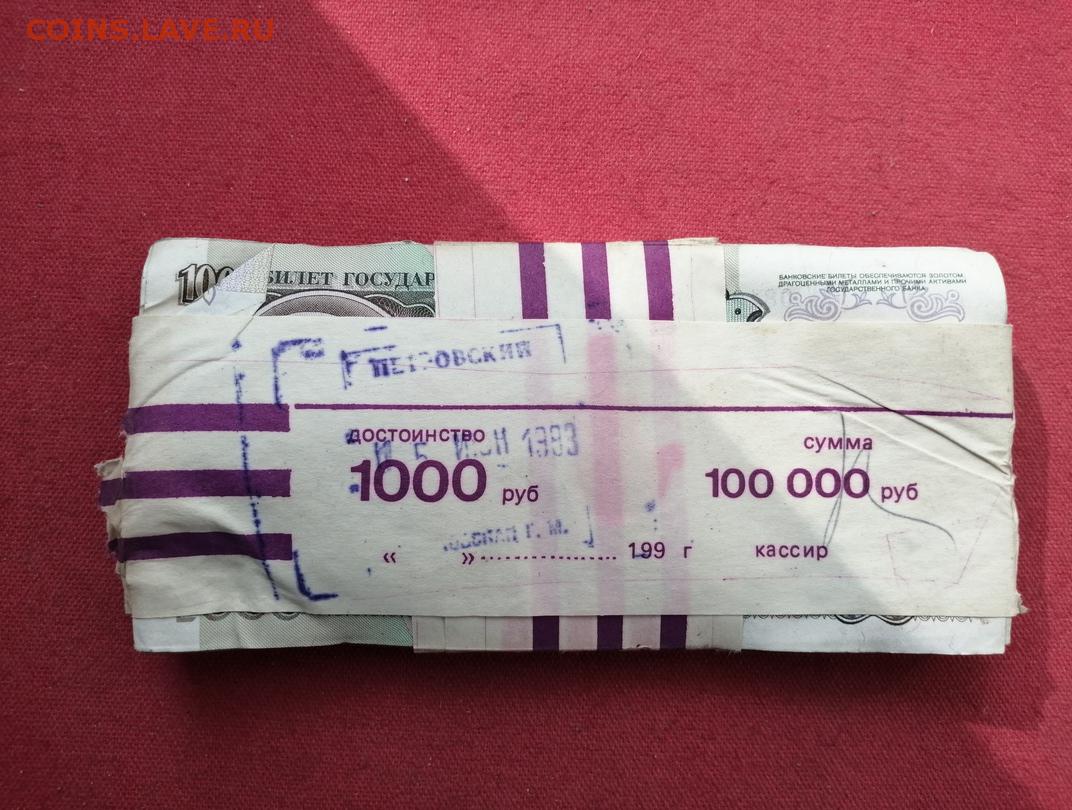 COINS.LAVE.RU
БИЛЕТ ГОСУДАР
БАНКОВСКИЕ БИЛЕТЫ ОБЕСПЕЧИВАЮТСЯ ЗОЛОТОМ,
ДРАГОЦЕННЫМИ МЕТАЛЛАМИ И ПРОЧИМИ АКТИВАМИ
ГОСУДАРСТВЕННОГО БАНКА.
ПЕТРОВСКИЙ
достоинство
1000 руб
1993
сумма
100 000 руб
Г. М.
« » 199 г кассир